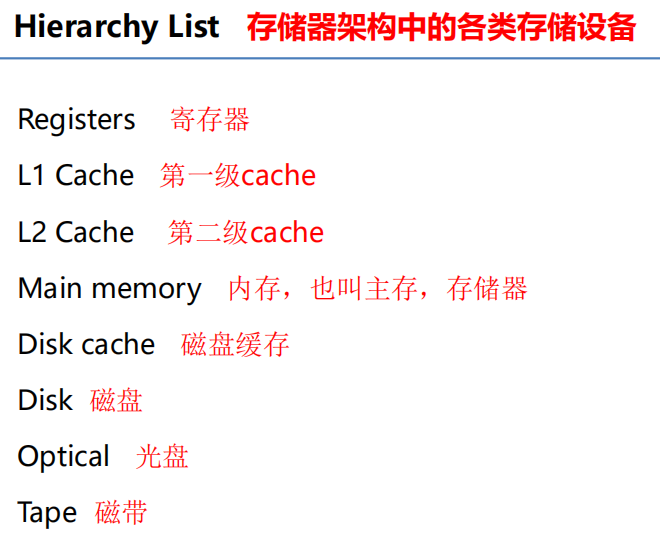 Hierarchy List 存储器架构中的各类存储设备
Registers 寄存器
L1 Cache 第一级cache
L2 Cache 第二级cache
Main memory 内存，也叫主存，存储器
Disk cache 磁盘缓存
Disk 磁盘
Optical 光盘
Tape 磁带